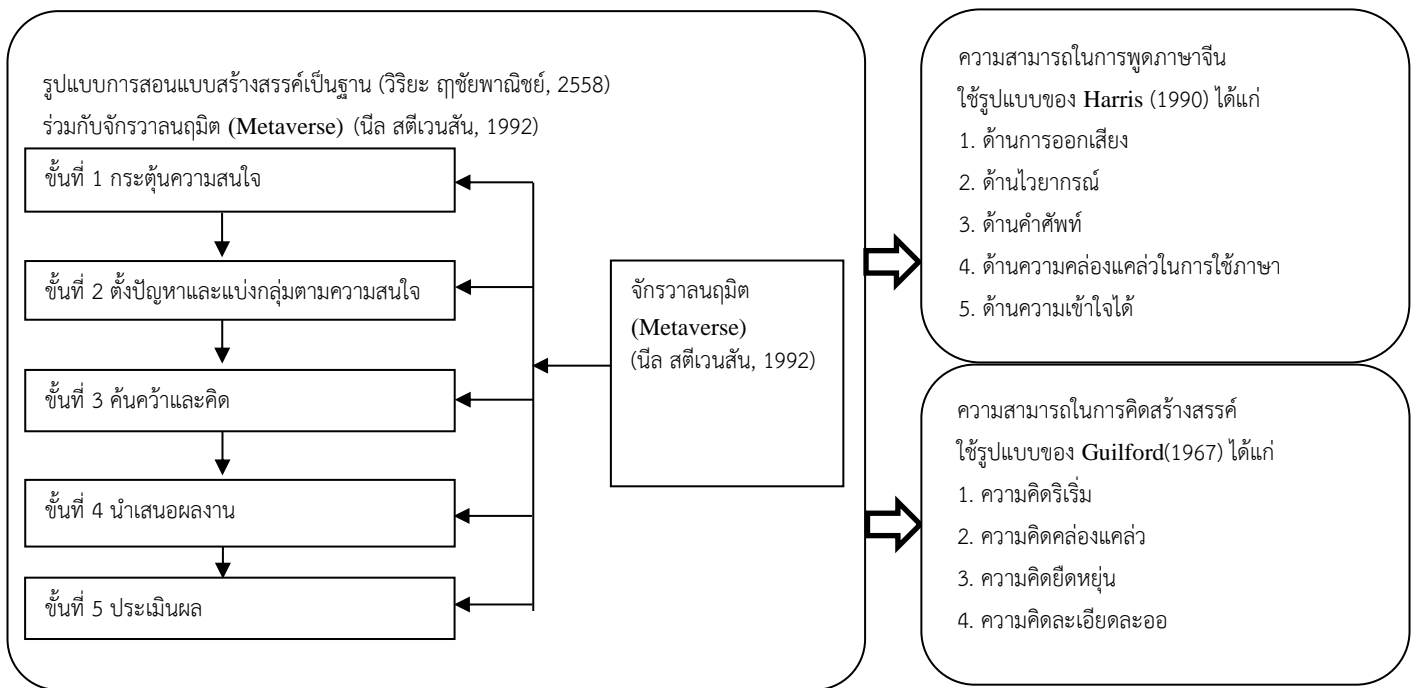 รูปแบบการสอนแบบสร้างสรรค์เป็นฐาน (วิริยะ ฤๅชัยพาณิชย์, 2558)
ร่วมกับจักรวาลนฤมิต (Metaverse) (นีล สตีเวนสัน, 1992)
ขั้นที่ 1 กระตุ้นความสนใจ
ขั้นที่ 2 ตั้งปัญหาและแบ่งกลุ่มตามความสนใจ
ขั้นที่ 3 ค้นคว้าและคิด
ขั้นที่ 4 นำเสนอผลงาน
ขั้นที่ 5 ประเมินผล
จักรวาลนฤมิต
(Metaverse)
(นีล สตีเวนสัน, 1992)
ความสามารถในการพูดภาษาจีน
ใช้รูปแบบของ Harris (1990) ได้แก่
1. ด้านการออกเสียง
2. ด้านไวยากรณ์
3. ด้านคำศัพท์
4. ด้านความคล่องแคล่วในการใช้ภาษา
5. ด้านความเข้าใจได้
ความสามารถในการคิดสร้างสรรค์
ใช้รูปแบบของ Guilford(1967) ได้แก่
1. ความคิดริเริ่ม
2. ความคิดคล่องแคล่ว
3. ความคิดยืดหยุ่น
4. ความคิดละเอียดละออ